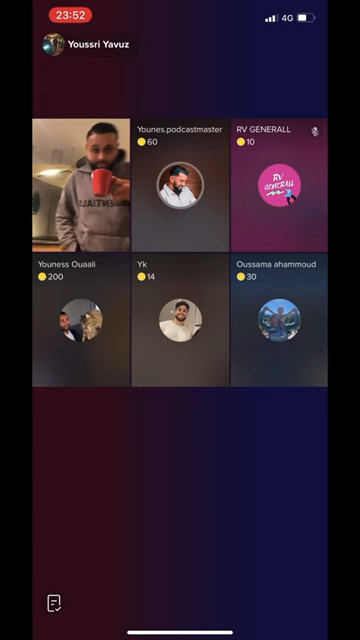 23:52
4G
Youssri Yavuz
Younes.podcastmaster
60
RV GENERALL
10
RV
GENERALL
Youness Ouaali
200
Yk
14
Oussama ahammoud
30